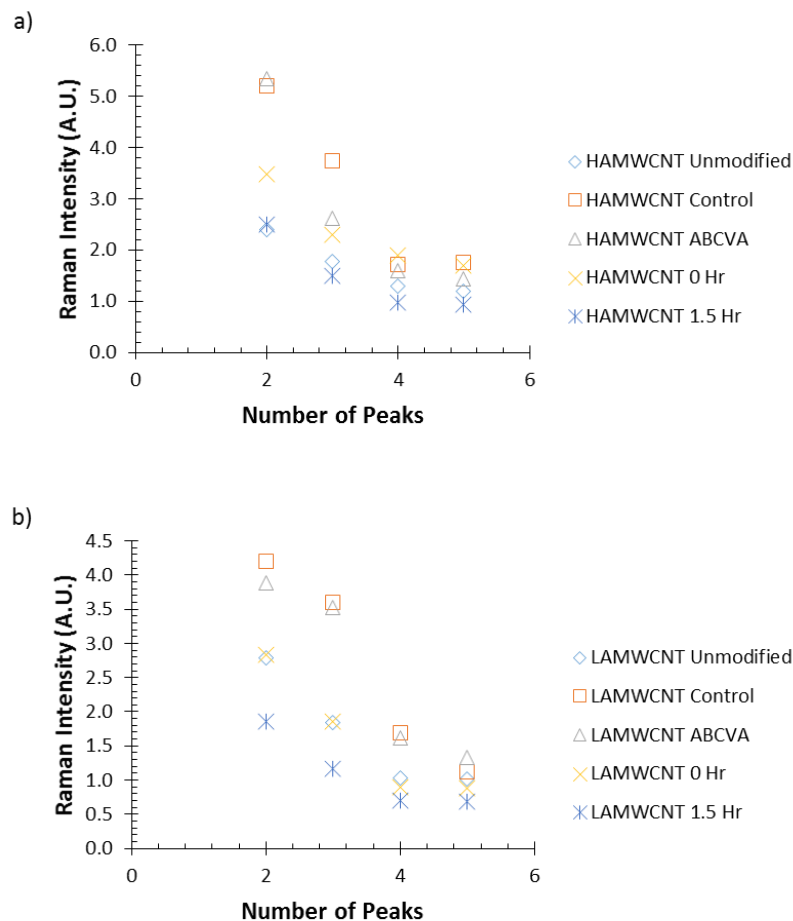 a)
6.0
5.0
4.0
3.0
2.0
1.0
0.0
0
2
4
6
Raman Intensity (A.U.)
Number of Peaks
HAMWCNT Unmodified
HAMWCNT Control
HAMWCNT ABCVA
HAMWCNT 0 Hr
HAMWCNT 1.5 Hr
b)
4.5
4.0
3.5
3.0
2.5
2.0
1.5
1.0
0.5
0.0
0
2
4
6
Raman Intensity (A.U.)
Number of Peaks
LAMWCNT Unmodified
LAMWCNT Control
LAMWCNT ABCVA
LAMWCNT 0 Hr
LAMWCNT 1.5 Hr